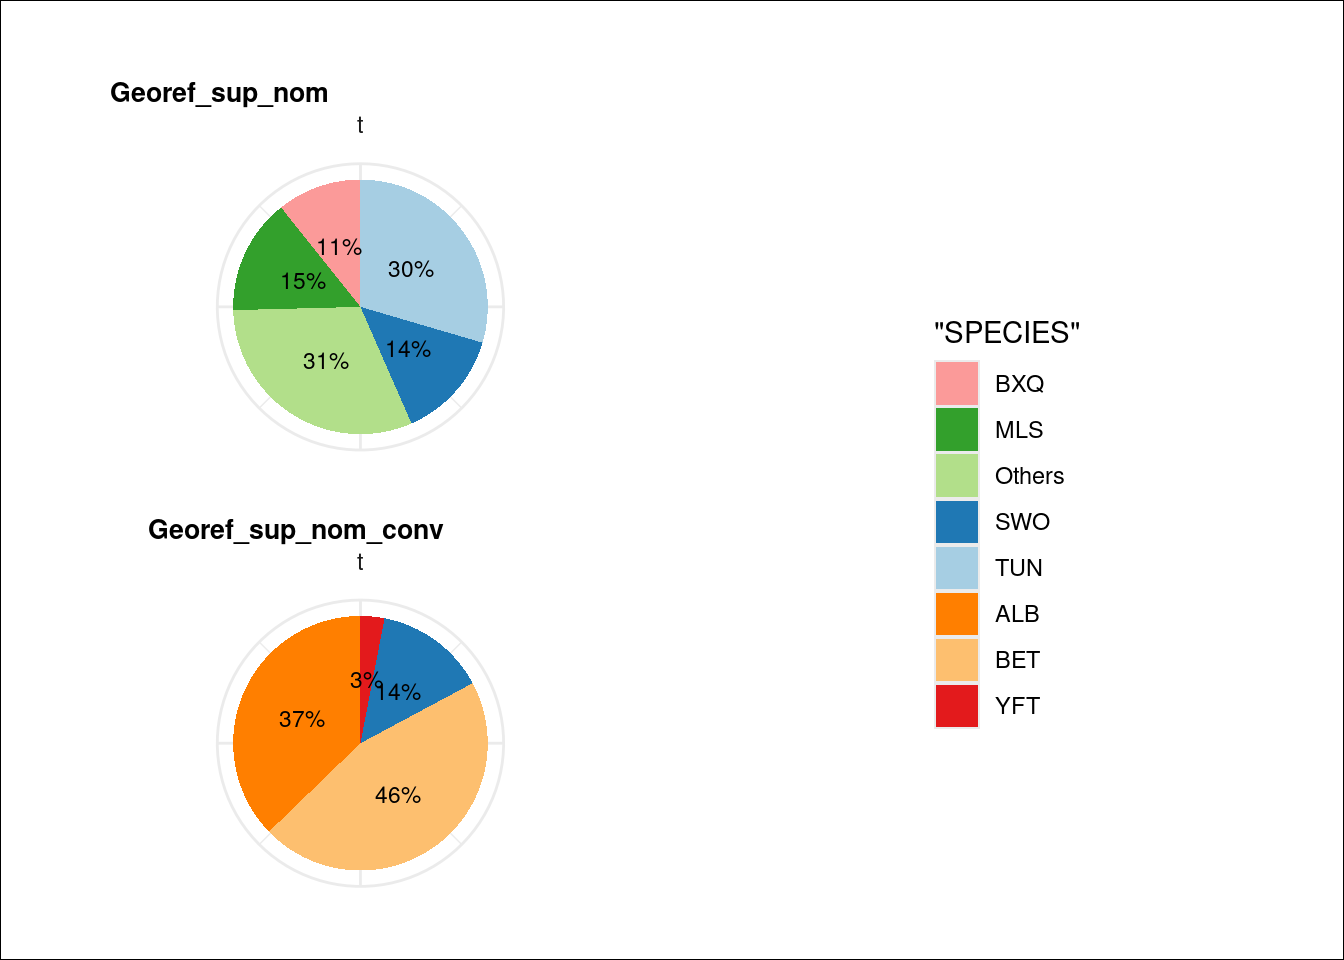 Georef_sup_nom
t
11%
30%
15%
14%
31%
Georef_sup_nom_conv
t
3%
14%
37%
46%
"SPECIES"
BXQ
MLS
Others
SWO
TUN
ALB
BET
YFT